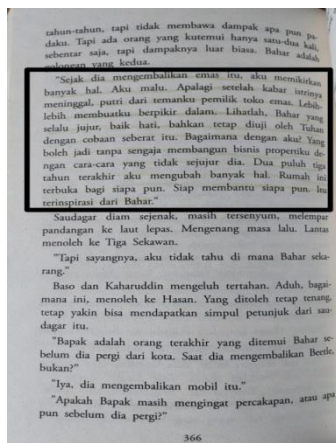 tahun-tahun, tapi tidak membawa dampak apa pun pa-
daku. Tapi ada orang yang kutemui hanya satu-dua kali,
sebentar saja, tapi dampaknya luar biasa. Bahar adalah
golongan yang kedua.
"Sejak dia mengembalikan emas itu, aku memikirkan
banyak hal. Aku malu. Apalagi setelah kabar istrinya
meninggal, putri dari temanku pemilik toko emas. Lebih-
lebih membuatku berpikir dalam. Lihatlah, Bahar yang
selalu jujur, baik hati, bahkan tetap diuji oleh Tuhan
dengan cobaan seberat itu. Bagaimana dengan aku? Yang
boleh jadi tanpa sengaja membangun bisnis propertiku de-
ngan cara-cara yang tidak sejujur dia. Dua puluh tiga
tahun terakhir aku mengubah banyak hal. Rumah ini
terbuka bagi siapa pun. Siap membantu siapa pun. Itu
terinspirasi dari Bahar."
Saudagar diam sejenak, masih tersenyum, melempar
pandangan ke laut lepas. Mengenang masa lalu. Lantas
menoleh ke Tiga Sekawan.
"Tapi sayangnya, aku tidak tahu di mana Bahar seka-
rang."
Baso dan Kaharuddin mengeluh tertahan. Aduh, bagai-
mana ini, menoleh ke Hasan. Yang ditoleh tetap tenang,
tetap yakin bisa mendapatkan simpul petunjuk dari sau-
dagar itu.
"Bapak adalah orang terakhir yang ditemui Bahar se-
belum dia pergi dari kota. Saat dia mengembalikan Beetle,
bukan?"
"Iya, dia mengembalikan mobil itu."
"Apakah Bapak masih mengingat percakapan, atau apa
pun sebelum dia pergi?"
366